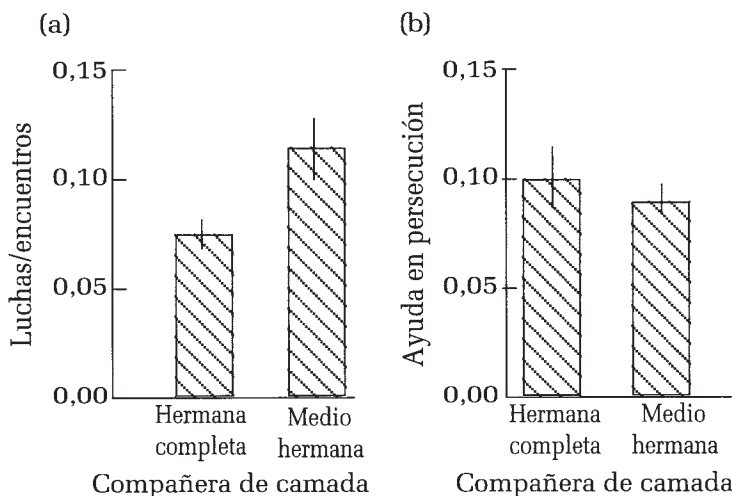 (a)
Luchas/encuentros
0,15
0,10
0,05
0,00
Hermana
completa
Medio
hermana
Compañera de camada
(b)
Ayuda en persecución
0,15
0,10
0,05
0,00
Hermana
completa
Medio
hermana
Compañera de camada